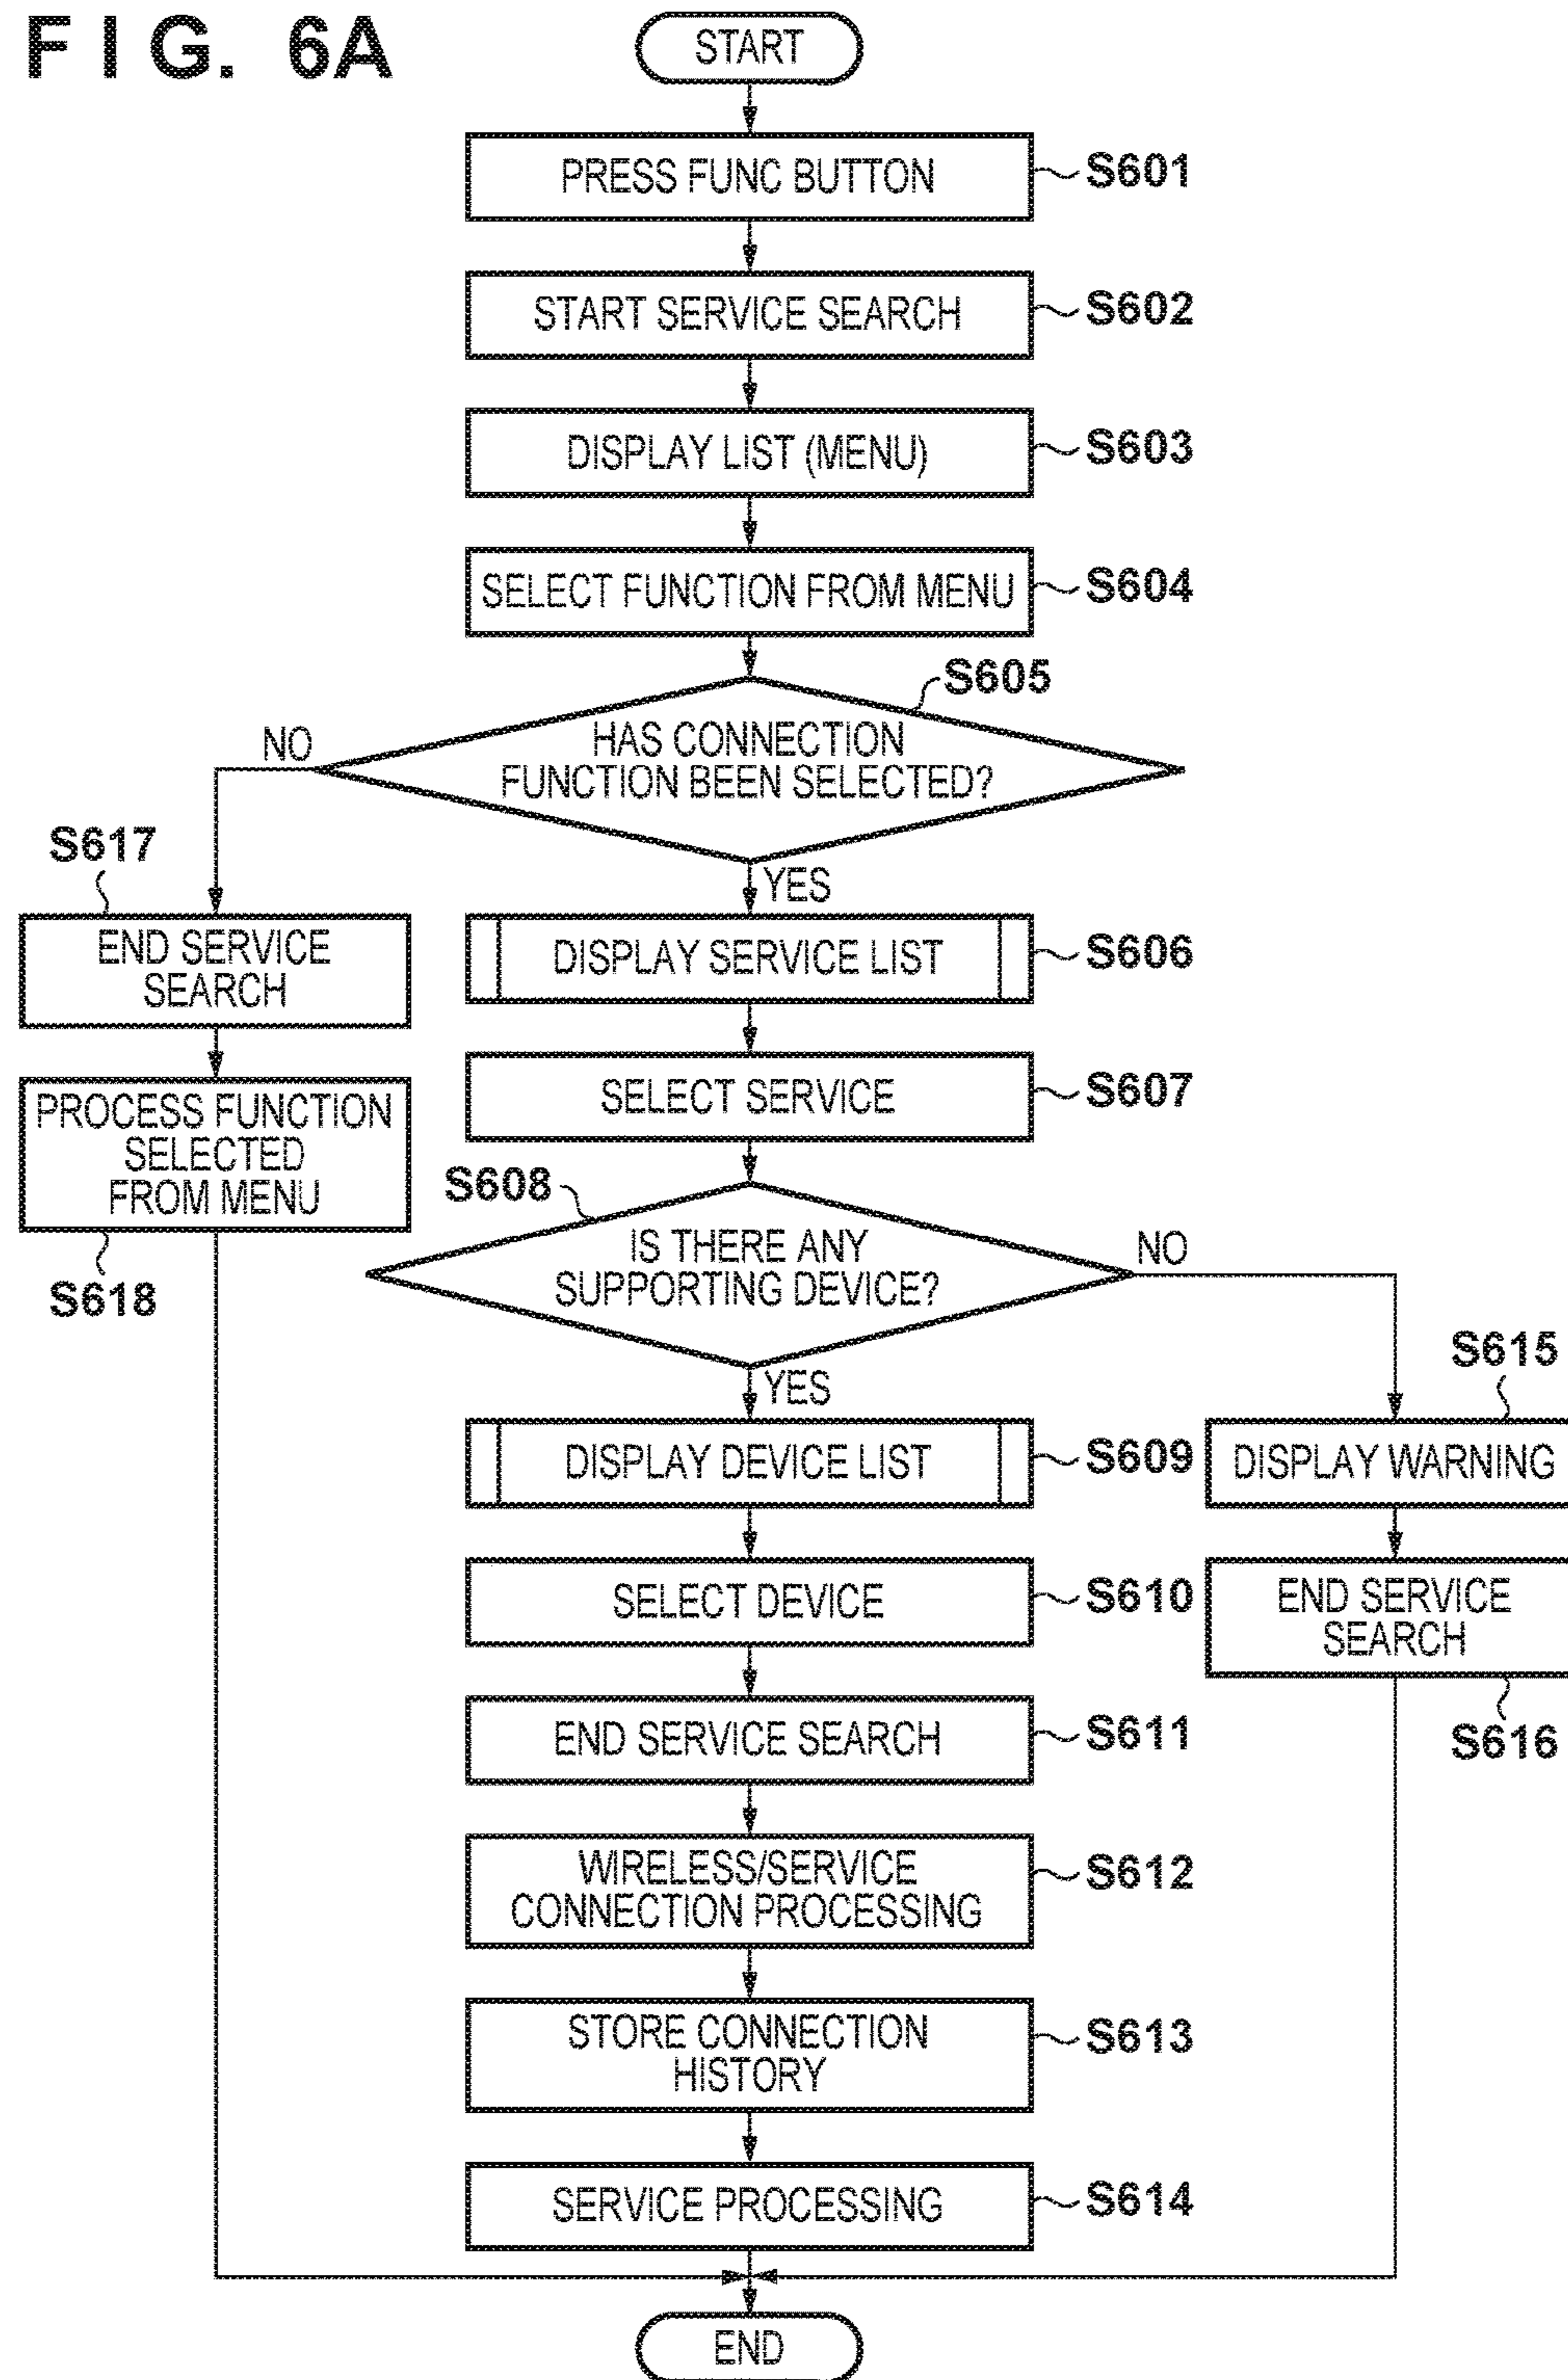 FIG. 6A
START
PRESS FUNC BUTTON
S601
START SERVICE SEARCH
S602
DISPLAY LIST (MENU)
S603
SELECT FUNCTION FROM MENU
S604
S605
HAS CONNECTION
FUNCTION BEEN SELECTED?
NO
YES
S617
END SERVICE
SEARCH
DISPLAY SERVICE LIST
S606
PROCESS FUNCTION
SELECTED
FROM MENU
S618
SELECT SERVICE
S607
S608
IS THERE ANY
SUPPORTING DEVICE?
NO
YES
S615
DISPLAY DEVICE LIST
S609
DISPLAY WARNING
SELECT DEVICE
S610
END SERVICE
SEARCH
S616
END SERVICE SEARCH
S611
WIRELESS/SERVICE
CONNECTION PROCESSING
S612
STORE CONNECTION
HISTORY
S613
SERVICE PROCESSING
S614
END